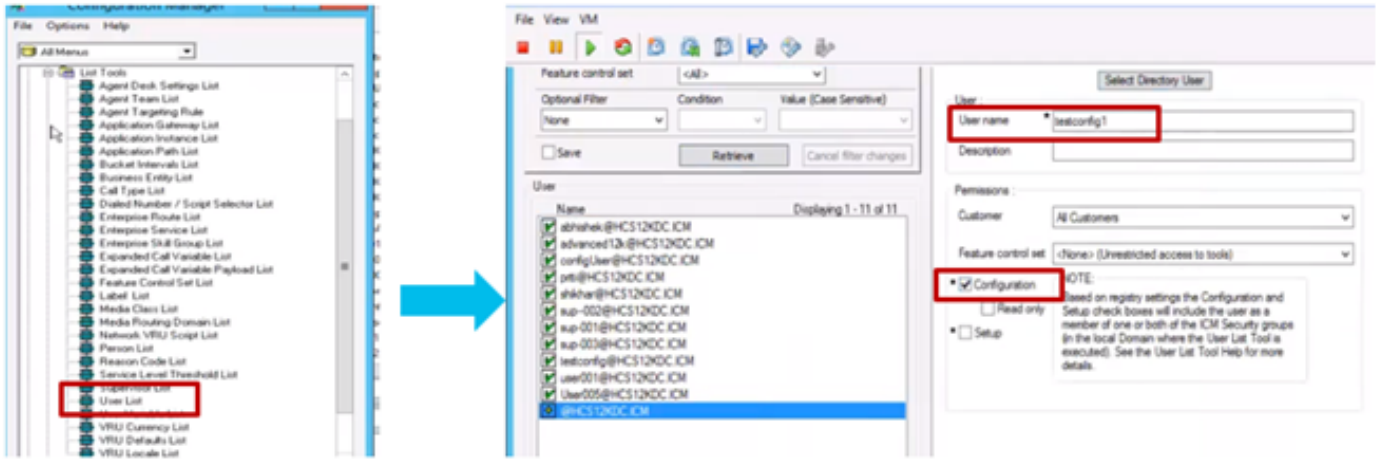 Configuration Manager
File Options Help
All Menus
List Tools
Agent Desk Settings List
Agent Team List
Agent Targeting Rule
Application Gateway List
Application Instance List
Application Path List
Bucket Intervals List
Business Entity List
Call Type List
Dialed Number / Script Selector List
Enterprise Route List
Enterprise Service List
Enterprise Skill Group List
Expanded Call Variable List
Expanded Call Variable Payload List
Feature Control Set List
Label List
Media Class List
Media Routing Domain List
Network VRU Script List
Person List
Reason Code List
Service Level Threshold List
Supervisor List
User List
VRU Currency List
VRU Defaults List
VRU Locale List
File View VM
Feature control set <All>
Optional Filter Condition Value (Case Sensitive)
None
Save Retrieve Cancel filter changes
User
Name Displaying 1 - 11 of 11
abhishek@HCS12KDC.ICM
advanced12k@HCS12KDC.ICM
configUser@HCS12KDC.ICM
@HCS12KDC.ICM
shikhar@HCS12KDC.ICM
sup-002@HCS12KDC.ICM
sup-001@HCS12KDC.ICM
sup-003@HCS12KDC.ICM
testconfig@HCS12KDC.ICM
user001@HCS12KDC.ICM
User005@HCS12KDC.ICM
@HCS12KDC.ICM
Select Directory User
User :
User name * testconfig1
Description
Permissions :
Customer All Customers
Feature control set <None> (Unrestricted access to tools)
* Configuration
Read only
* Setup
NOTE:
Based on registry settings the Configuration and
Setup check boxes will include the user as a
member of one or both of the ICM Security groups
(in the local Domain where the User List Tool is
executed). See the User List Tool Help for more
details.